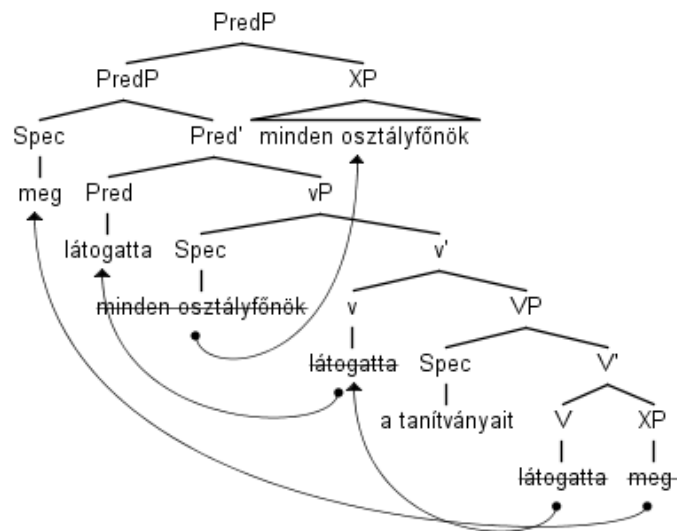 PredP
PredP XP
Spec Pred' minden osztályfőnök
meg Pred vP
látogatta Spec v'
minden osztályfőnök v VP
látogatta Spec V'
a tanítványait V XP
látogatta meg